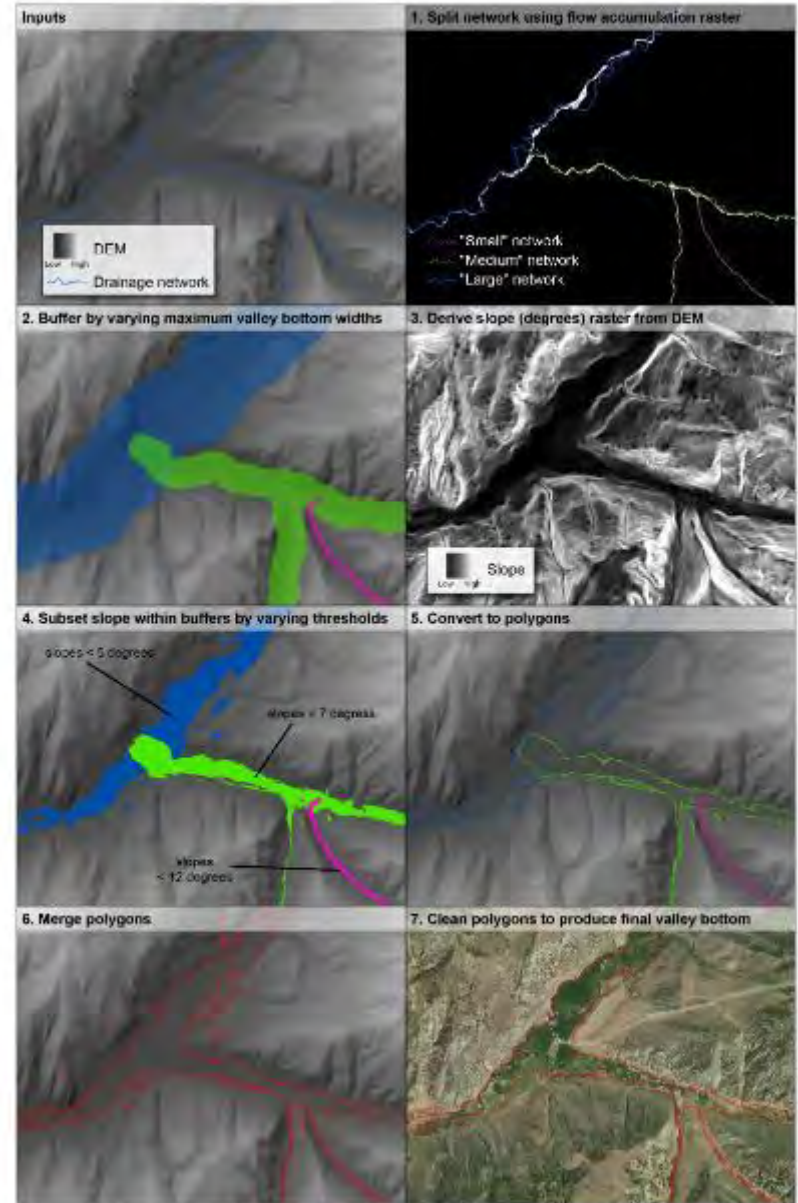 Inputs
DEM
Low High
Drainage network
1. Split network using flow accumulation raster
"Small" network
"Medium" network
"Large" network
2. Buffer by varying maximum valley bottom widths
3. Derive slope (degrees) raster from DEM
Slope
Low High
4. Subset slope within buffers by varying thresholds
slopes < 5 degrees
slopes < 7 degrees
slopes
< 12 degrees
5. Convert to polygons
6. Merge polygons
7. Clean polygons to produce final valley bottom